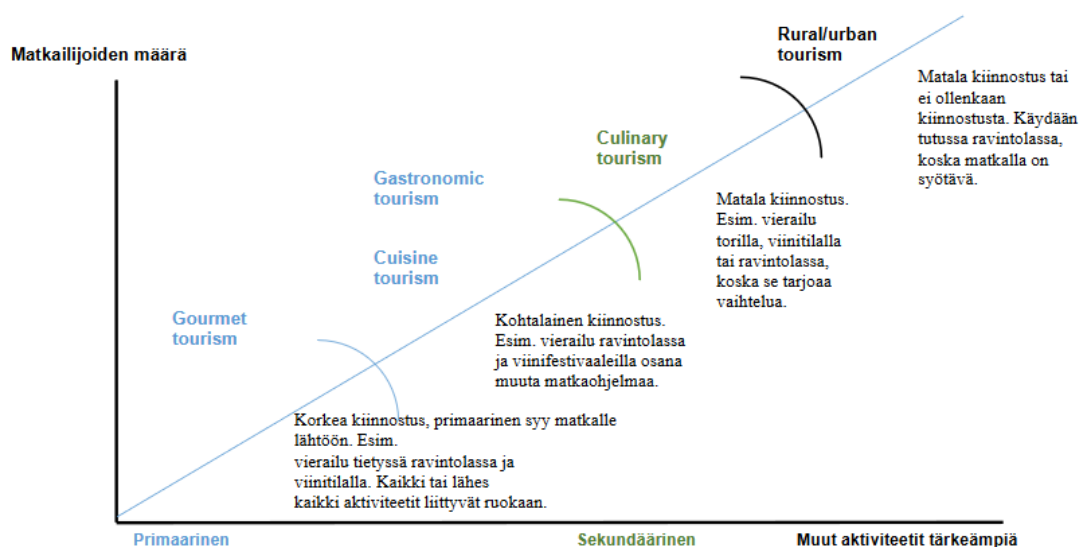 Matkailijoiden määrä
Rural/urban
tourism
Matala kiinnostus tai
ei ollenkaan
kiinnostusta. Käydään
tutussa ravintolassa,
koska matkalla on
syötävä.
Culinary
tourism
Gastronomic
tourism
Matala kiinnostus.
Esim. vierailu
torilla, viinitilalla
tai ravintolassa,
koska se tarjoaa
vaihtelua.
Cuisine
tourism
Gourmet
tourism
Kohtalainen kiinnostus.
Esim. vierailu ravintolassa
ja viinifestivaaleilla osana
muuta matkaohjelmaa.
Korkea kiinnostus, primaarinen syy matkalle
lähtöön. Esim.
vierailu tietyssä ravintolassa ja
viinitilalla. Kaikki tai lähes
kaikki aktiviteetit liittyvät ruokaan.
Primaarinen
Sekundäärinen
Muut aktiviteetit tärkeämpiä